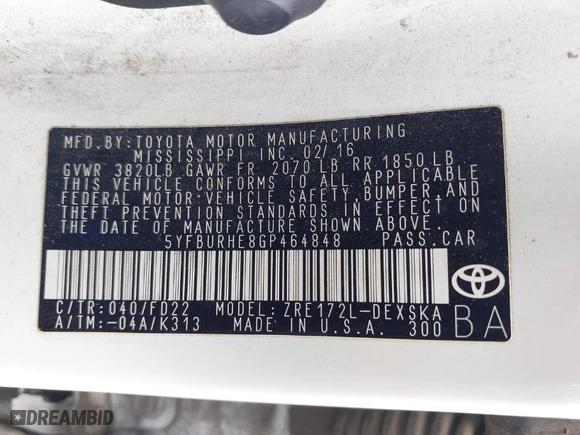 MFD.BY:TOYOTA MOTOR MANUFACTURING
MISSISSIPPI INC.02/16
GVWR 3820LB GAWR FR 2070 LB RR 1850 LB
THIS VEHICLE CONFORMS TO ALL APPLICABLE
FEDERAL MOTOR VEHICLE SAFETY,BUMPER AND
THEFT PREVENTION STANDARDS IN EFFECT ON
THE DATE OF MANUFACTURE SHOWN ABOVE.
5YFBURHE8GP464848 PASS.CAR
C/TR:040/FD22 MODEL:ZRE172L-DEXSKA
A/TM:-04A/K313 MADE IN U.S.A. 300
BA
DREAMBID